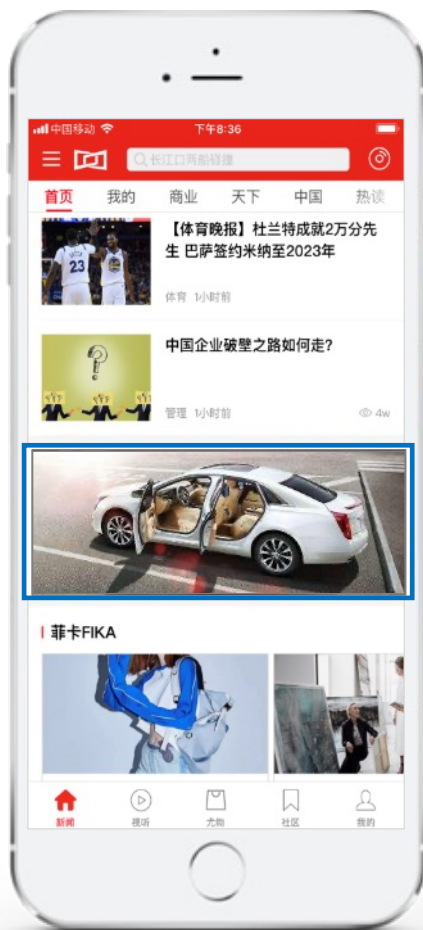 中国移动
下午8:36
长江口两船碰撞
首页 我的 商业 天下 中国 热读
【体育晚报】杜兰特成就2万分先
生 巴萨签约米纳至2023年
体育 1小时前
23
中国企业破壁之路如何走?
?
管理 1小时前 4w
菲卡FIKA
新闻 视听 尤物 社区 我的